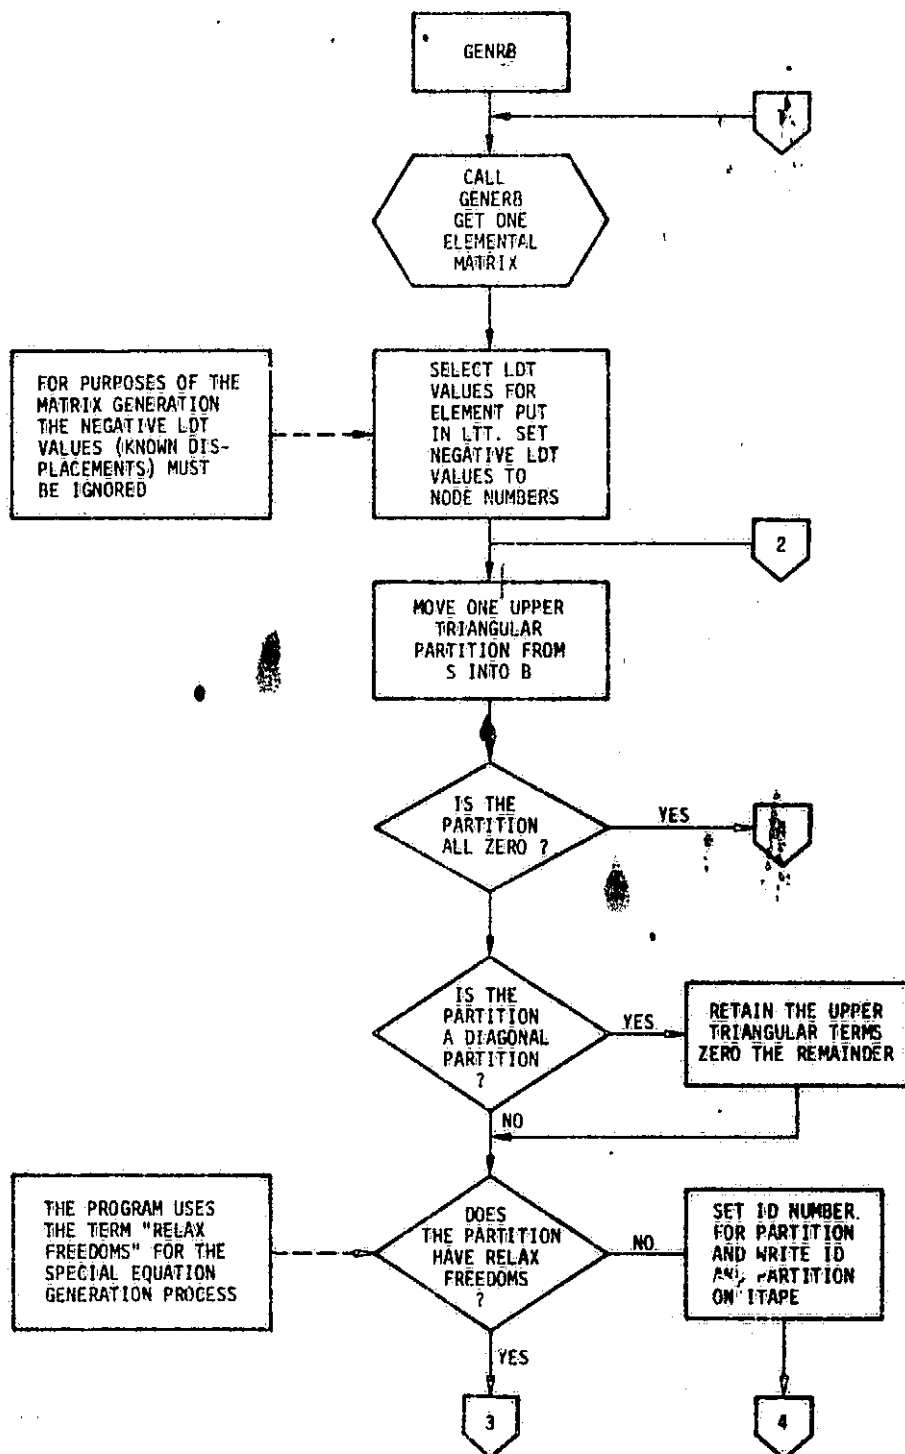 GENRB
CALL
GENERB
GET ONE
ELEMENTAL
MATRIX
FOR PURPOSES OF THE
MATRIX GENERATION
THE NEGATIVE LDT
VALUES (KNOWN DIS-
PLACEMENTS) MUST
BE IGNORED
SELECT LDT
VALUES FOR
ELEMENT PUT
IN LTT. SET
NEGATIVE LDT
VALUES TO
NODE NUMBERS
2
MOVE ONE UPPER
TRIANGULAR
PARTITION FROM
S INTO B
IS THE
PARTITION
ALL ZERO ?
YES
IS THE
PARTITION
A DIAGONAL
PARTITION
?
YES
RETAIN THE UPPER
TRIANGULAR TERMS
ZERO THE REMAINDER
NO
THE PROGRAM USES
THE TERM "RELAX
FREEDOMS" FOR THE
SPECIAL EQUATION
GENERATION PROCESS
DOES
THE PARTITION
HAVE RELAX
FREEDOMS
?
NO
SET ID NUMBER
FOR PARTITION
AND WRITE ID
AND PARTITION
ON ITAPE
YES
3
4